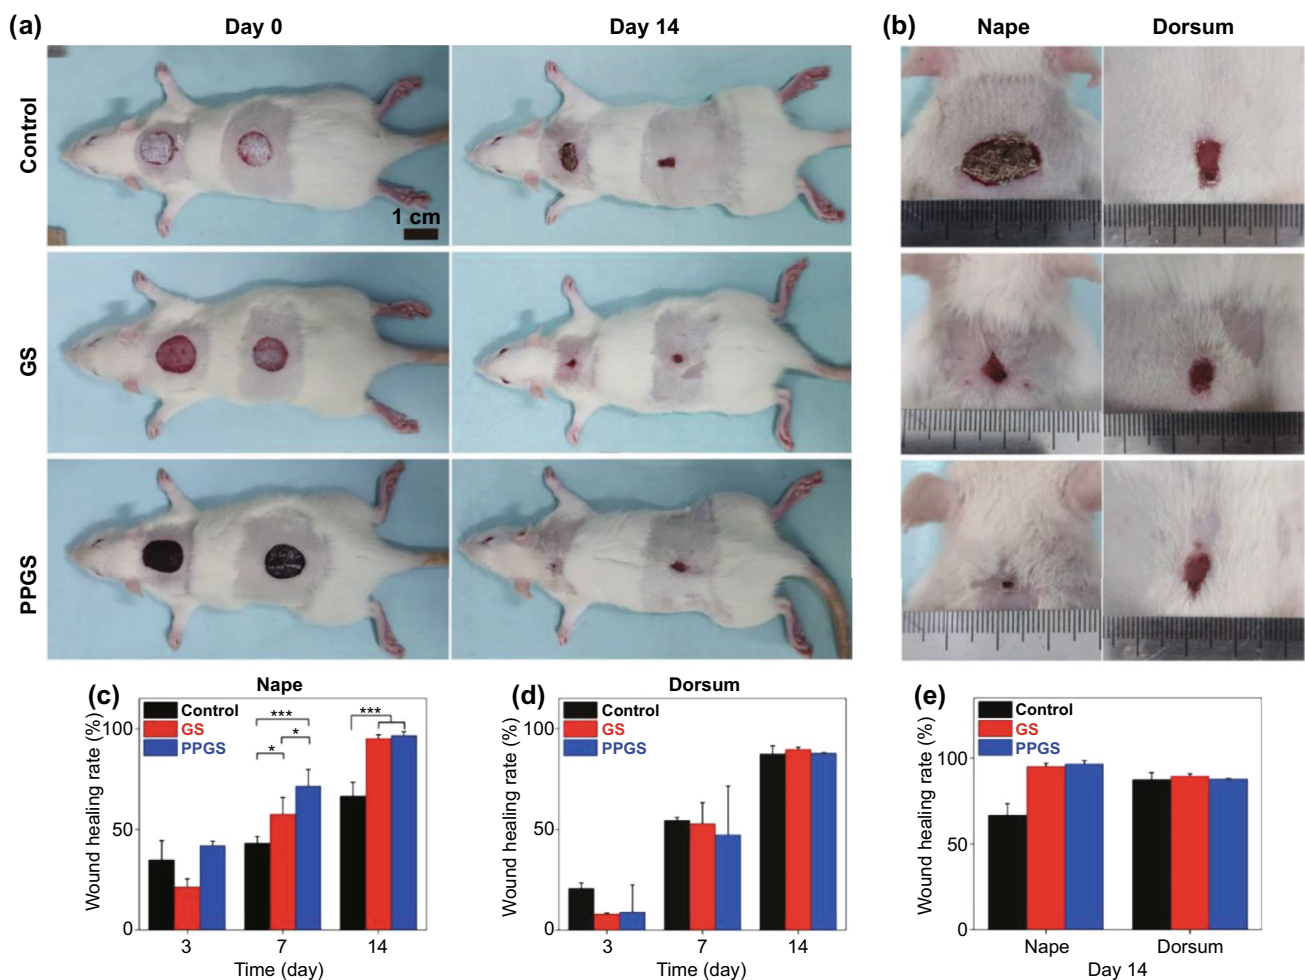 (a) Day 0 Day 14
Control
1 cm
GS
PPGS
(b) Nape Dorsum
(c) Nape
Control
GS
PPGS
*** * * ***
Wound healing rate (%)
100
50
0
3 7 14
Time (day)
(d) Dorsum
Control
GS
PPGS
Wound healing rate (%)
100
50
0
3 7 14
Time (day)
(e)
Control
GS
PPGS
Wound healing rate (%)
100
50
0
Nape Dorsum
Day 14